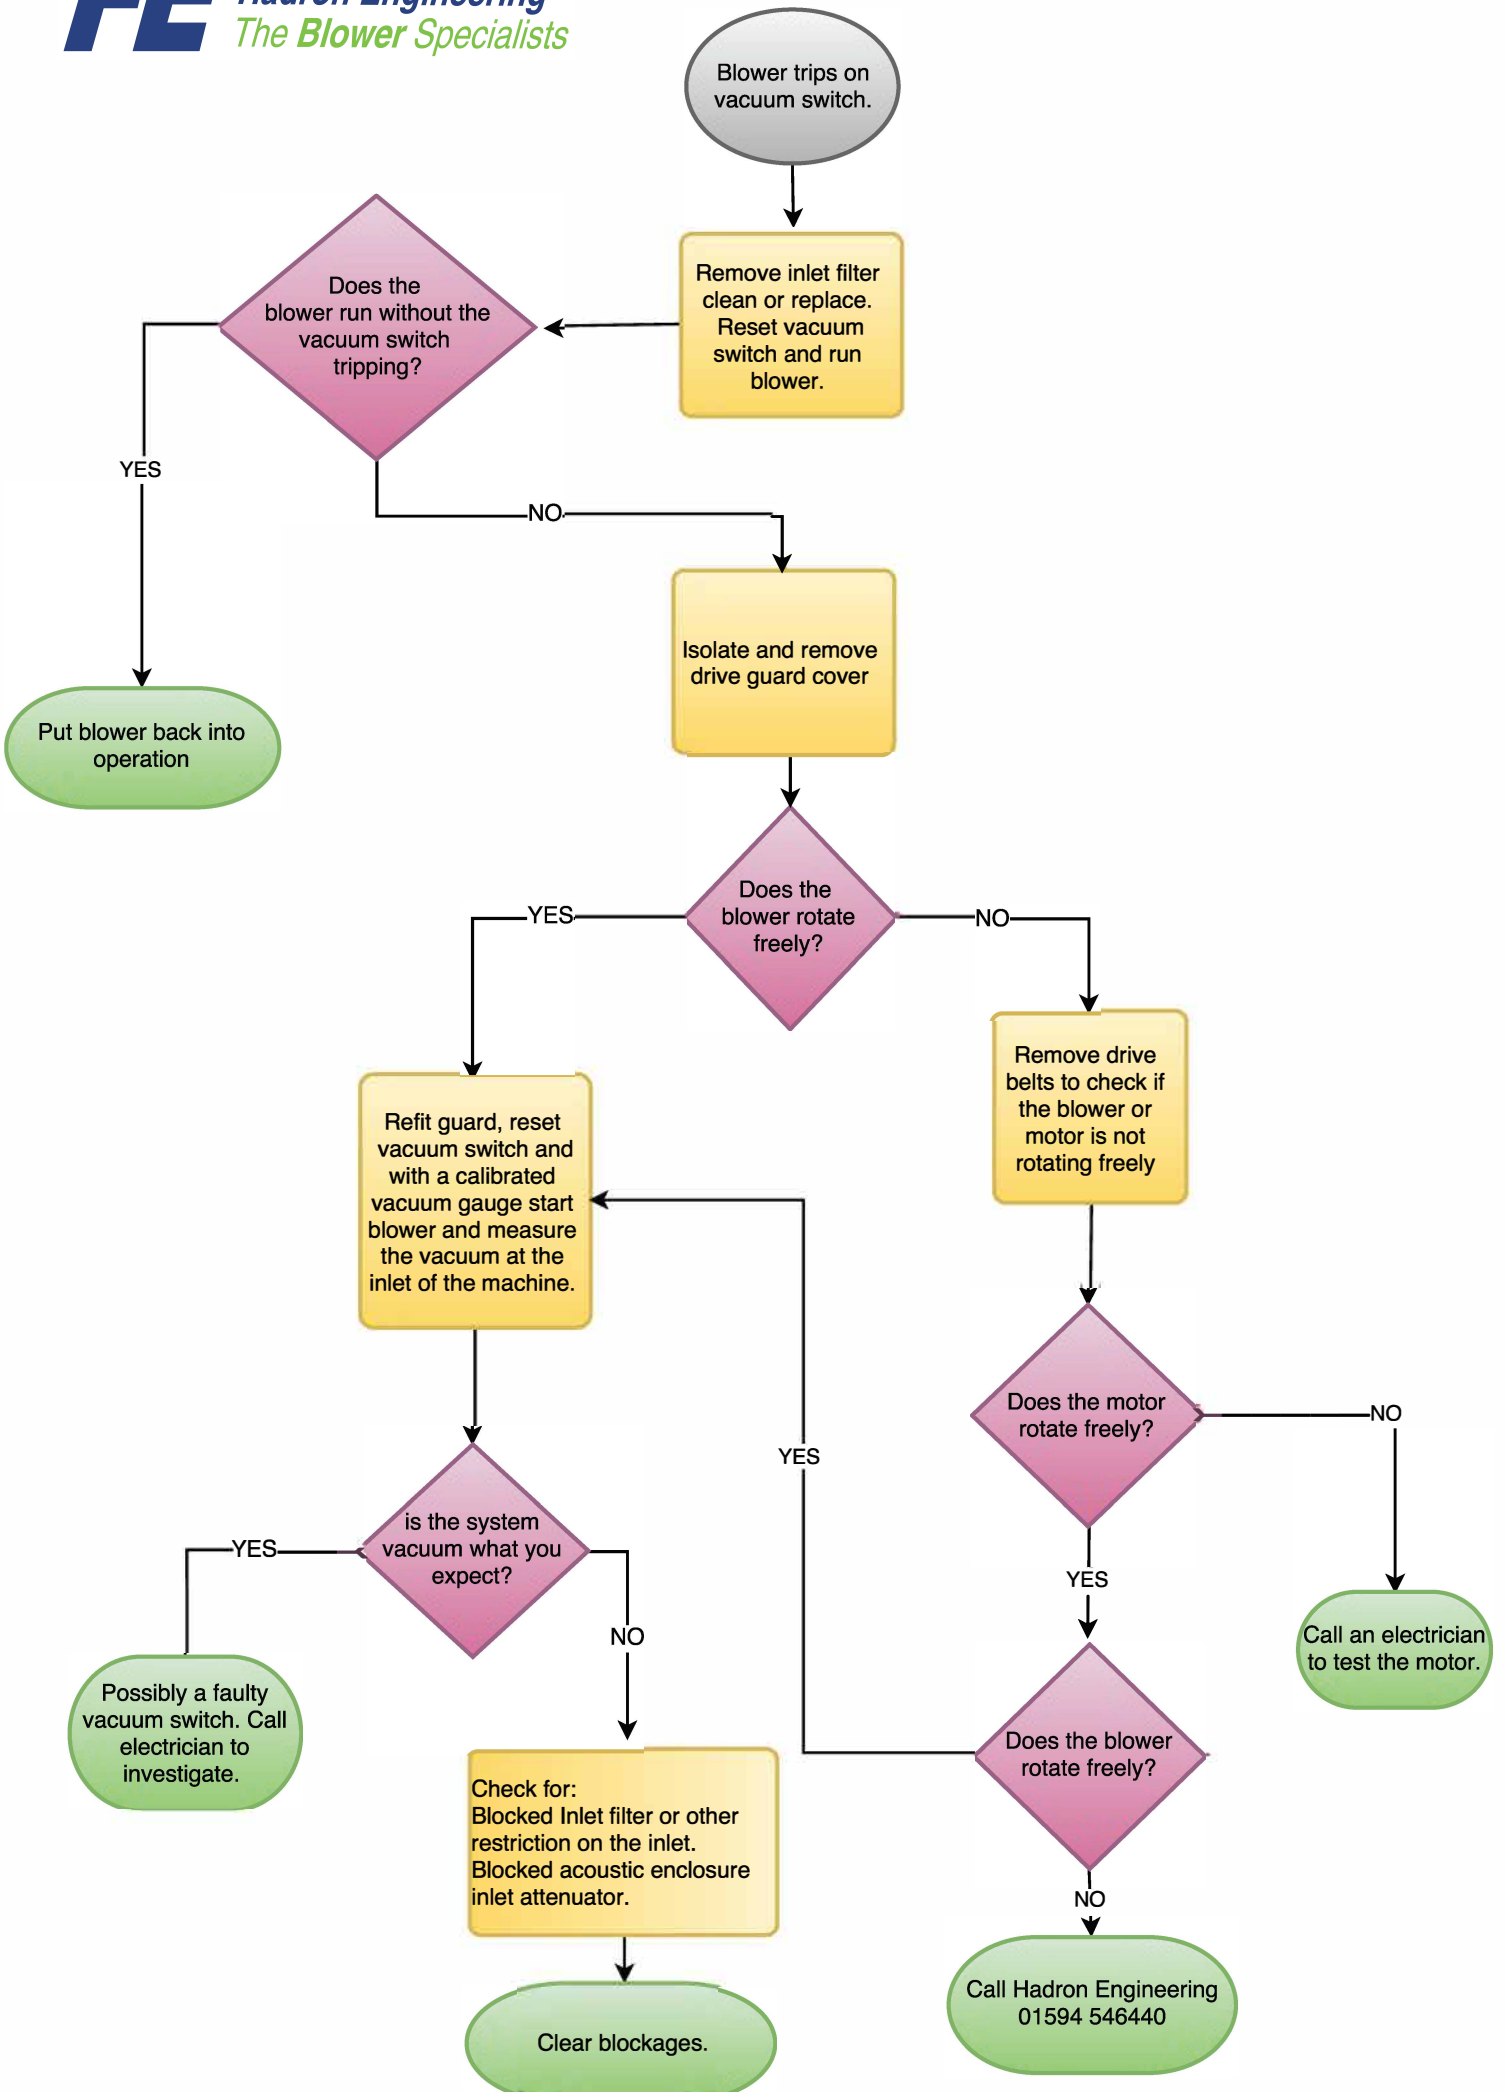 Hadron Engineering
The Blower Specialists
Blower trips on
vacuum switch.
Remove inlet filter
clean or replace.
Reset vacuum
switch and run
blower.
Does the
blower run without the
vacuum switch
tripping?
YES
NO
Put blower back into
operation
Isolate and remove
drive guard cover
Does the
blower rotate
freely?
YES
NO
Remove drive
belts to check if
the blower or
motor is not
rotating freely
Refit guard, reset
vacuum switch and
with a calibrated
vacuum gauge start
blower and measure
the vacuum at the
inlet of the machine.
Does the motor
rotate freely?
NO
YES
YES
Call an electrician
to test the motor.
is the system
vacuum what you
expect?
YES
NO
Possibly a faulty
vacuum switch. Call
electrician to
investigate.
Does the blower
rotate freely?
Check for:
Blocked Inlet filter or other
restriction on the inlet.
Blocked acoustic enclosure
inlet attenuator.
NO
Call Hadron Engineering
01594 546440
Clear blockages.